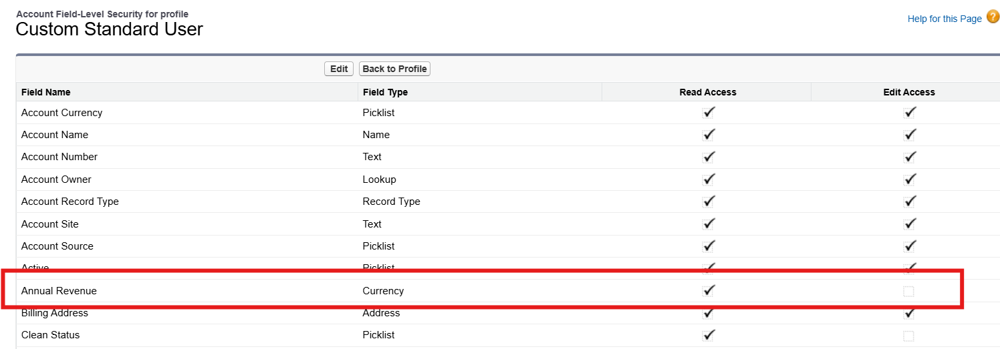 Account Field-Level Security for profile
Custom Standard User
Help for this Page ?
Edit Back to Profile
Field Name Field Type Read Access Edit Access
Account Currency Picklist
Account Name Name
Account Number Text
Account Owner Lookup
Account Record Type Record Type
Account Site Text
Account Source Picklist
Active Picklist
Annual Revenue Currency
Billing Address Address
Clean Status Picklist